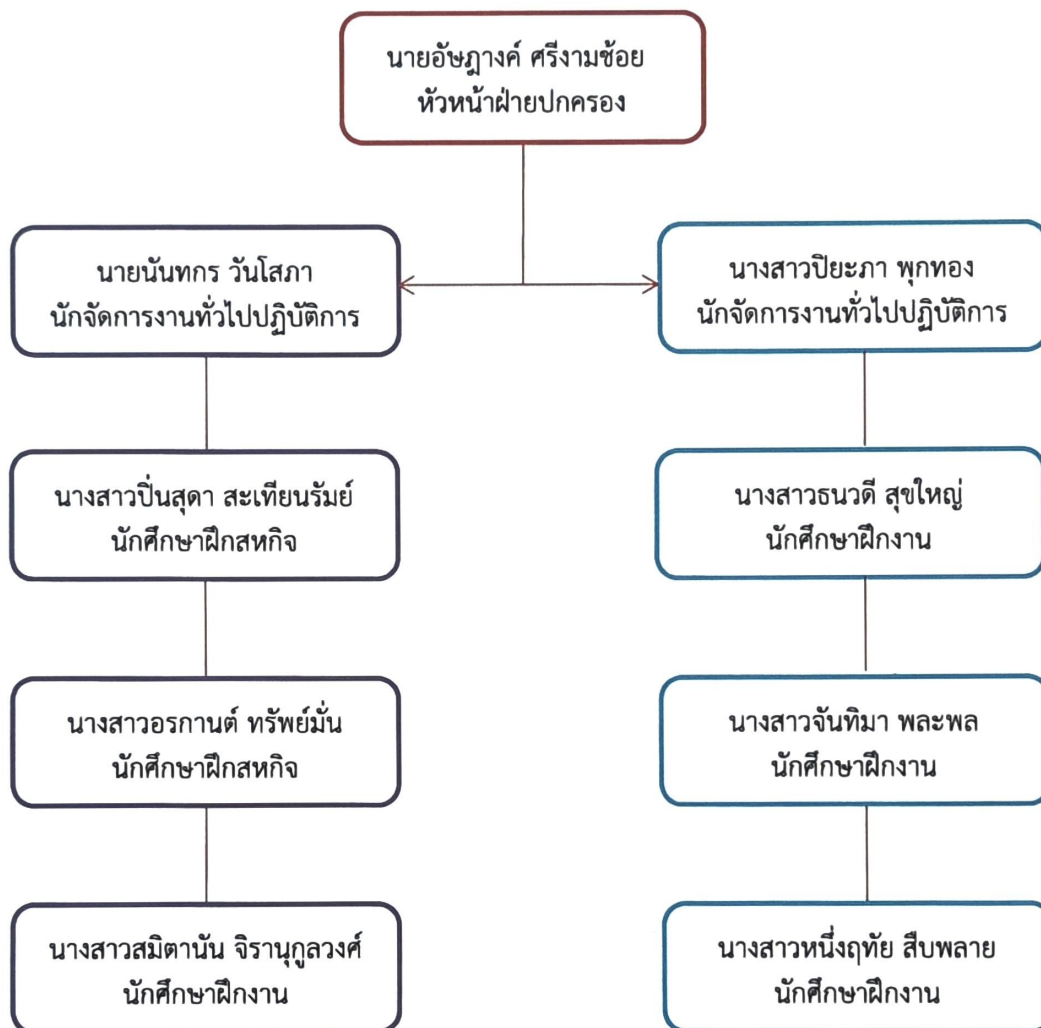 นายอัษฎางค์ ศรีงามช้อย
หัวหน้าฝ่ายปกครอง
นายนันทกร วันโสภา
นักจัดการงานทั่วไปปฏิบัติการ
นางสาวปิ่นสุดา สะเทียนรัมย์
นักศึกษาฝึกสหกิจ
นางสาวอรกานต์ ทรัพย์มั่น
นักศึกษาฝึกสหกิจ
นางสาวสมิตานัน จิรานุกูลวงศ์
นักศึกษาฝึกงาน
นางสาวปิยะภา พุกทอง
นักจัดการงานทั่วไปปฏิบัติการ
นางสาวธนวดี สุขใหญ่
นักศึกษาฝึกงาน
นางสาวจันทิมา พละพล
นักศึกษาฝึกงาน
นางสาวหนึ่งฤทัย สืบพลาย
นักศึกษาฝึกงาน